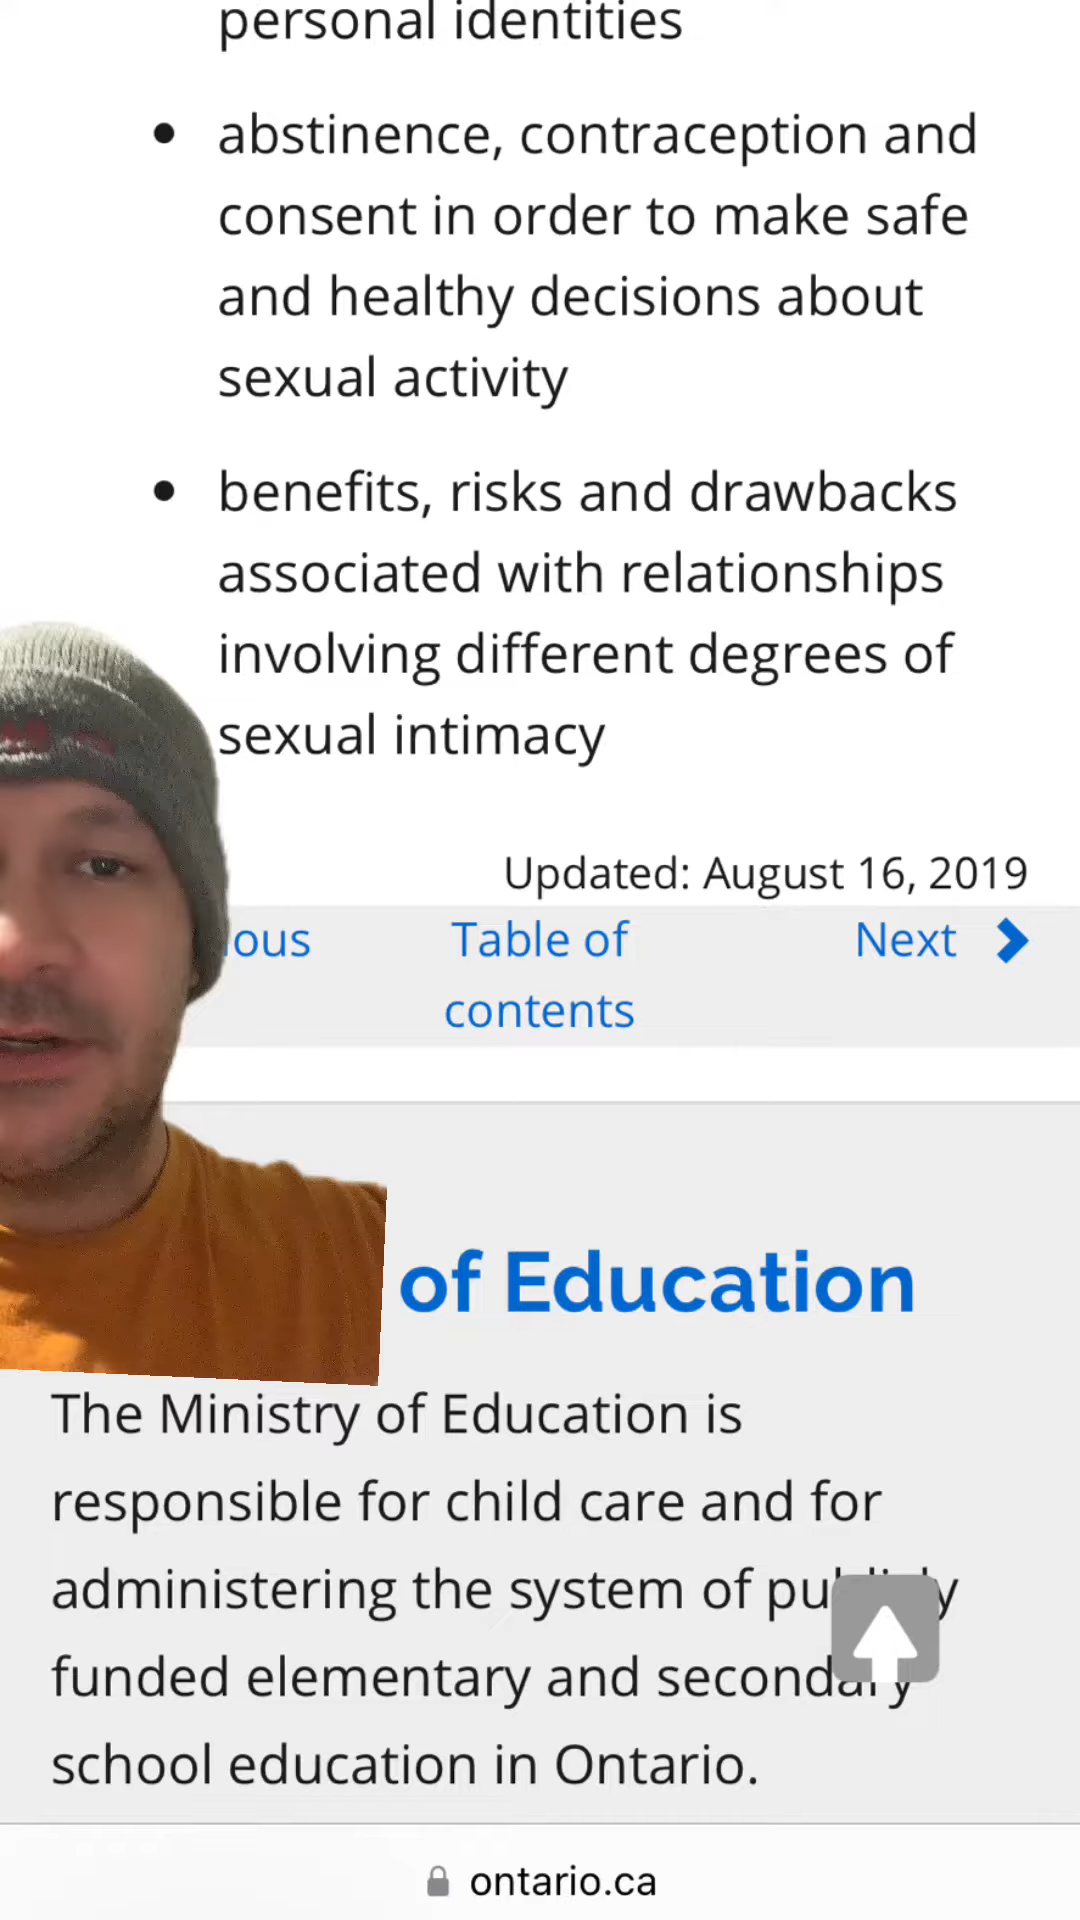 personal identities
• abstinence, contraception and
consent in order to make safe
and healthy decisions about
sexual activity
• benefits, risks and drawbacks
associated with relationships
involving different degrees of
sexual intimacy
Updated: August 16, 2019
ous
Table of
contents
Next
of Education
The Ministry of Education is
responsible for child care and for
administering the system of publicly
funded elementary and secondary
school education in Ontario.
ontario.ca